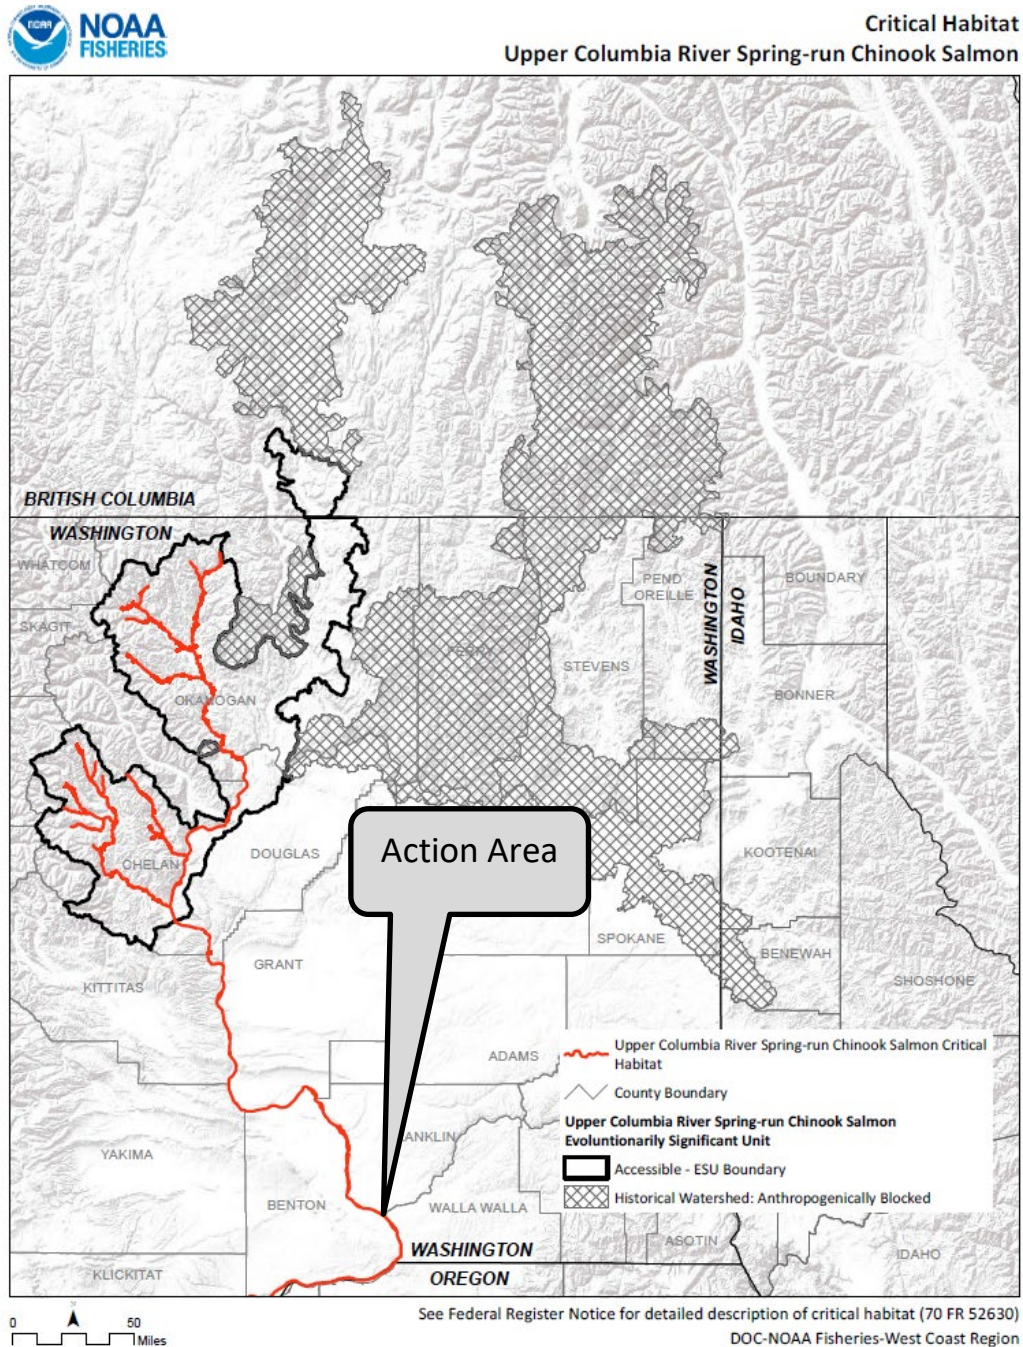 NOAA
NOAA
FISHERIES
Critical Habitat
Upper Columbia River Spring-run Chinook Salmon
BRITISH COLUMBIA
WASHINGTON
WHATCOM
SKAGIT
PEND
OREILLE
BOUNDARY
WASHINGTON
IDAHO
FERRY
STEVENS
OKANOGAN
BONNER
Action Area
CHELAN
DOUGLAS
KOOTENAI
SPOKANE
BENEWAH
GRANT
KITTITAS
SHOSHONE
ADAMS
Upper Columbia River Spring-run Chinook Salmon Critical
Habitat
County Boundary
Upper Columbia River Spring-run Chinook Salmon
Evoluntionarily Significant Unit
Accessible - ESU Boundary
Historical Watershed: Anthropogenically Blocked
YAKIMA
ANKLIN
BENTON
WALLA WALLA
ASOTIN
IDAHO
WASHINGTON
OREGON
KLICKITAT
0 50
Miles
See Federal Register Notice for detailed description of critical habitat (70 FR 52630)
DOC-NOAA Fisheries-West Coast Region